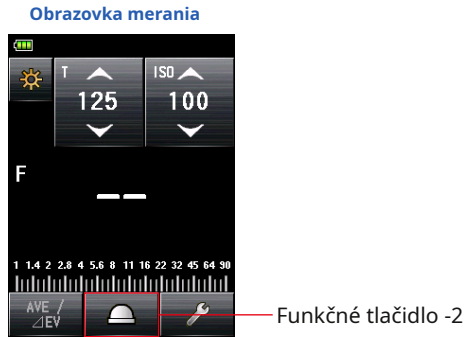 Obrazovka merania
T
ISO
125
100
F
--
1 1.4 2 2.8 4 5.6 8 11 16 22 32 45 64 90
AVE /
⊿EV
Funkčné tlačidlo -2